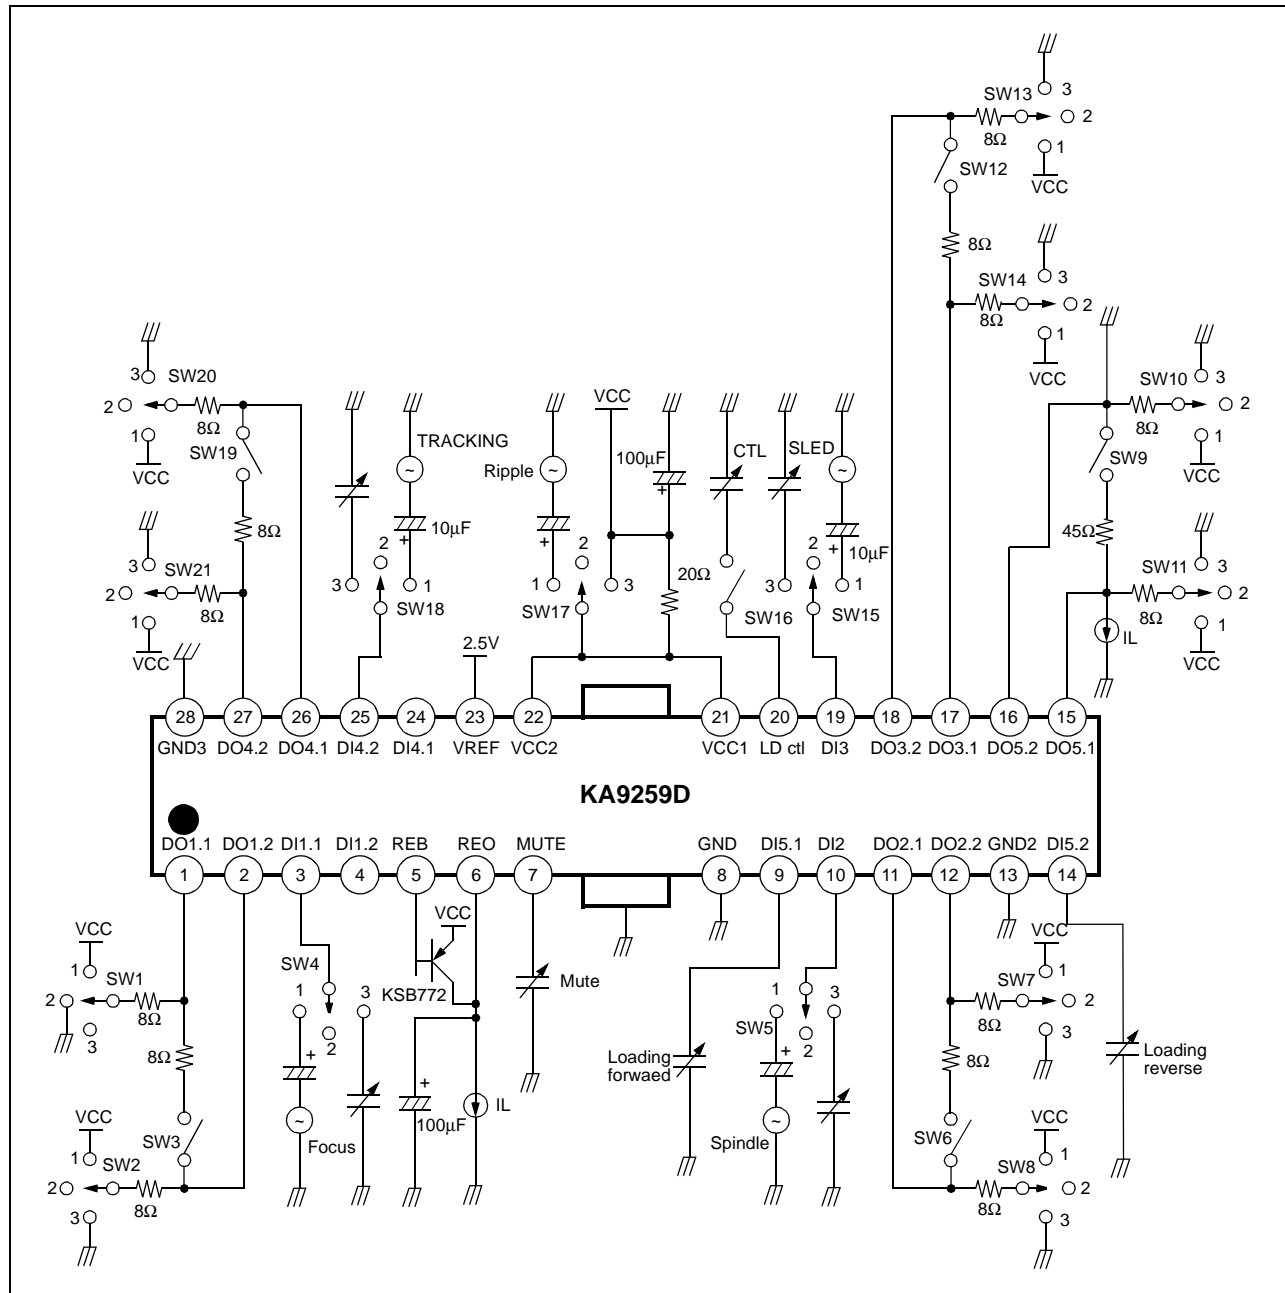 3
SW13
2
8Ω
1
SW12
VCC
8Ω
3
SW14
2
8Ω
1
VCC
3
SW20
2
8Ω
1
SW19
VCC
8Ω
3
SW21
2
8Ω
1
VCC
TRACKING
10µF
2
3
1
SW18
Ripple
2
1
SW17
3
VCC
100µF
+
20Ω
CTL
SW16
SLED
2
3
1
SW15
+
10µF
3
SW10
2
8Ω
1
SW9
VCC
45Ω
3
SW11
2
8Ω
1
IL
VCC
2.5V
28 27 26 25 24 23 22 21 20 19 18 17 16 15
GND3 DO4.2 DO4.1 DI4.2 DI4.1 VREF VCC2 VCC1 LD ctl DI3 DO3.2 DO3.1 DO5.2 DO5.1
KA9259D
DO1.1 DO1.2 DI1.1 DI1.2 REB REO MUTE GND DI5.1 DI2 DO2.1 DO2.2 GND2 DI5.2
1 2 3 4 5 6 7 8 9 10 11 12 13 14
VCC
1
SW1
2
8Ω
3
8Ω
SW3
VCC
1
SW2
2
8Ω
3
SW4
1
2
3
+
Focus
VCC
KSB772
+
100µF
IL
Mute
Loading
forwaed
SW5
1
2
3
+
Spindle
VCC
1
SW7
2
8Ω
3
8Ω
SW6
VCC
1
SW8
2
8Ω
3
Loading
reverse